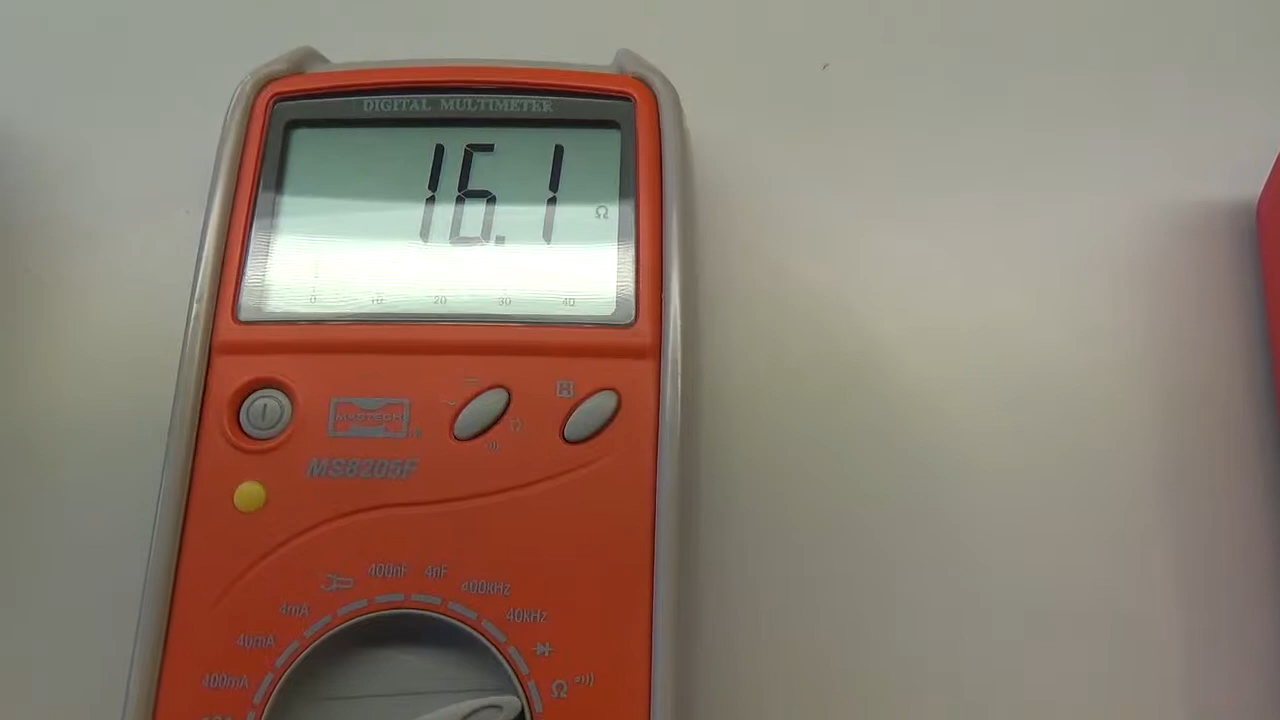 DIGITAL MULTIMETER
16.1 Ω
0 10 20 30 40
H
MASTECH
Ω
MS8205F
400nF 4nF
400kHz
4mA
40kHz
40mA
400mA
Ω